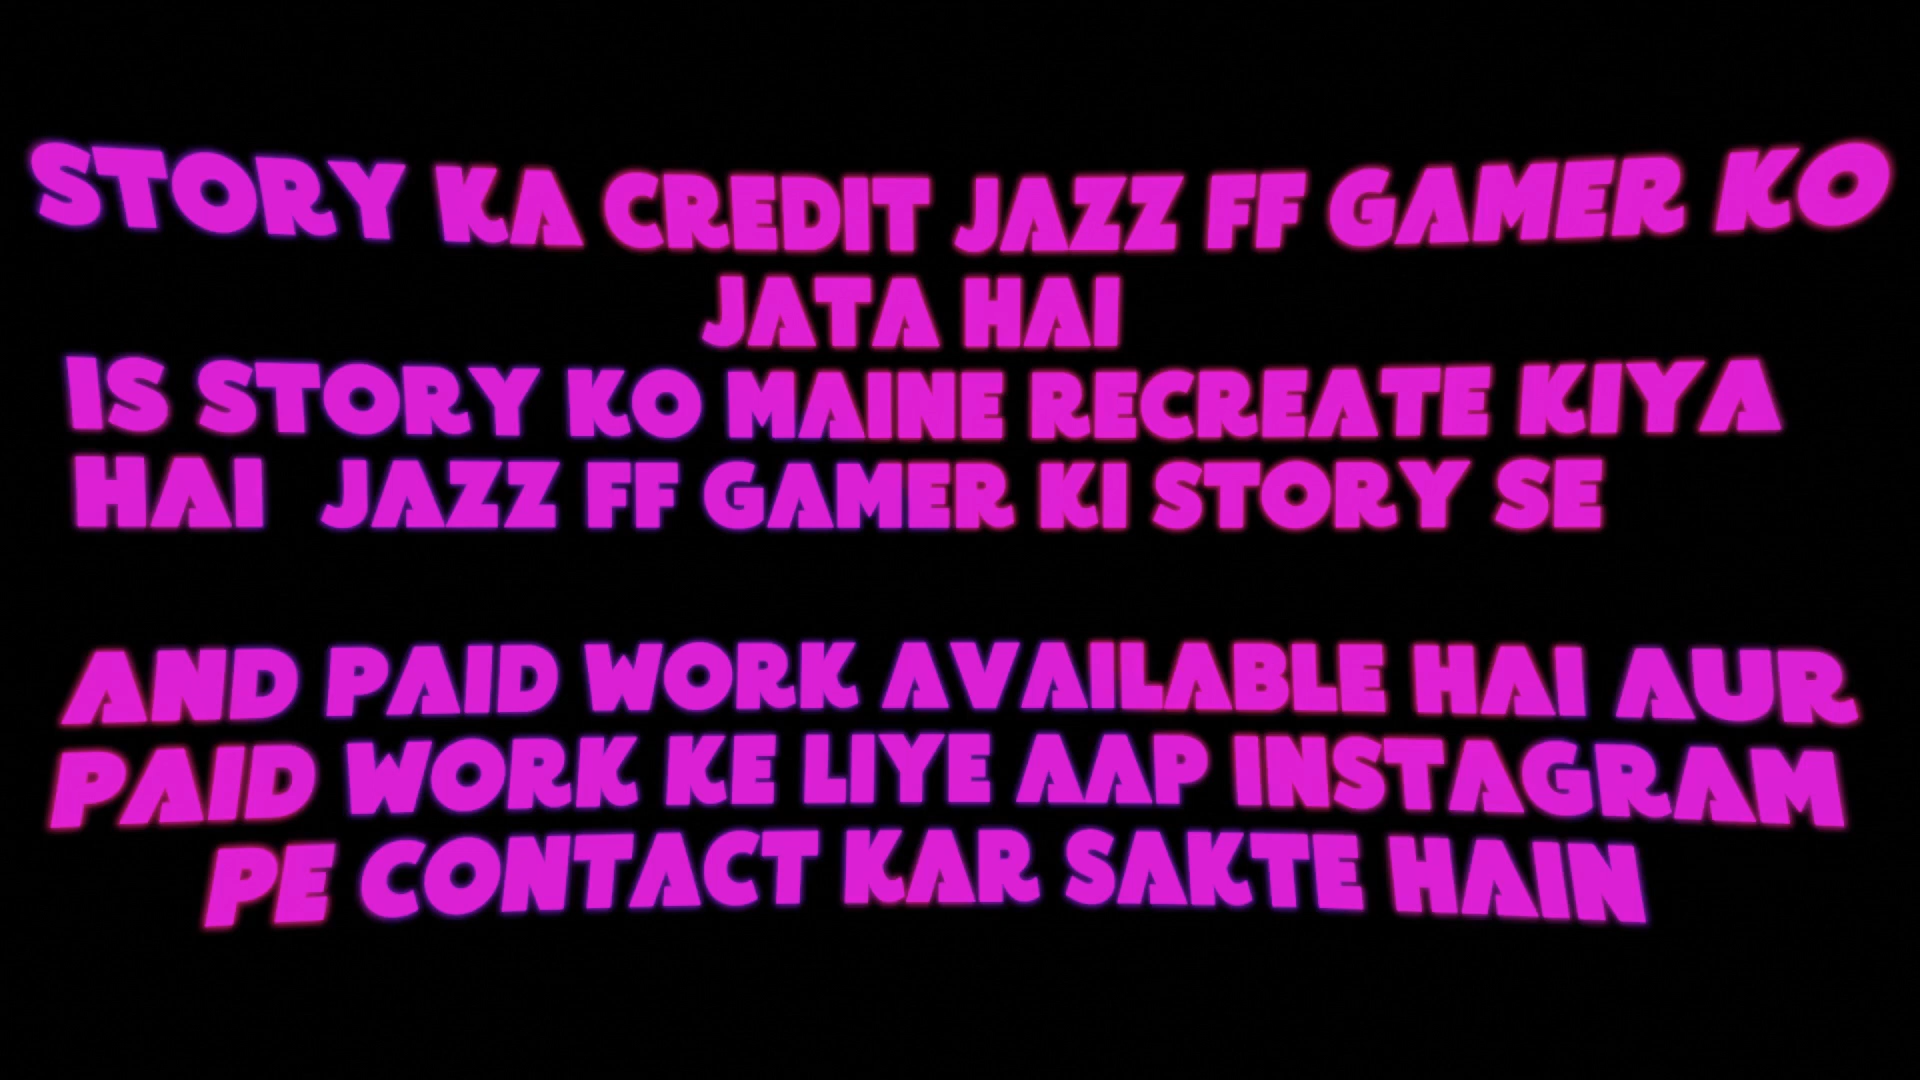 STORY KA CREDIT JAZZ FF GAMER KO
JATA HAI
IS STORY KO MAINE RECREATE KIYA
HAI JAZZ FF GAMER KI STORY SE
AND PAID WORK AVAILABLE HAI AUR
PAID WORK KE LIYE AAP INSTAGRAM
PE CONTACT KAR SAKTE HAIN